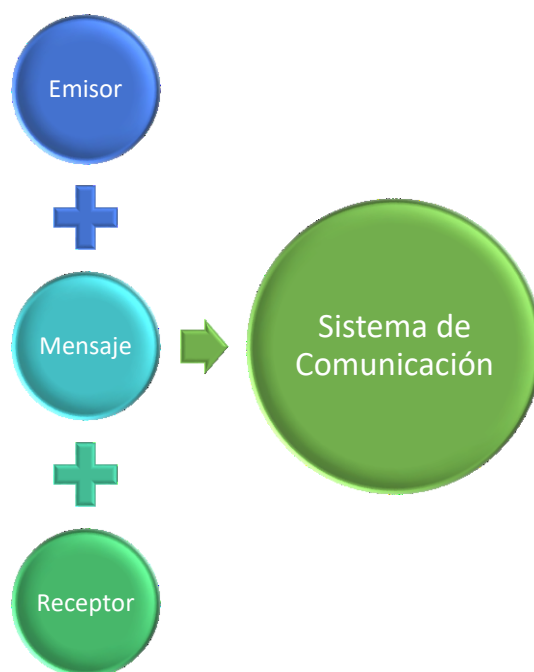 Emisor
Mensaje
Receptor
Sistema de
Comunicación